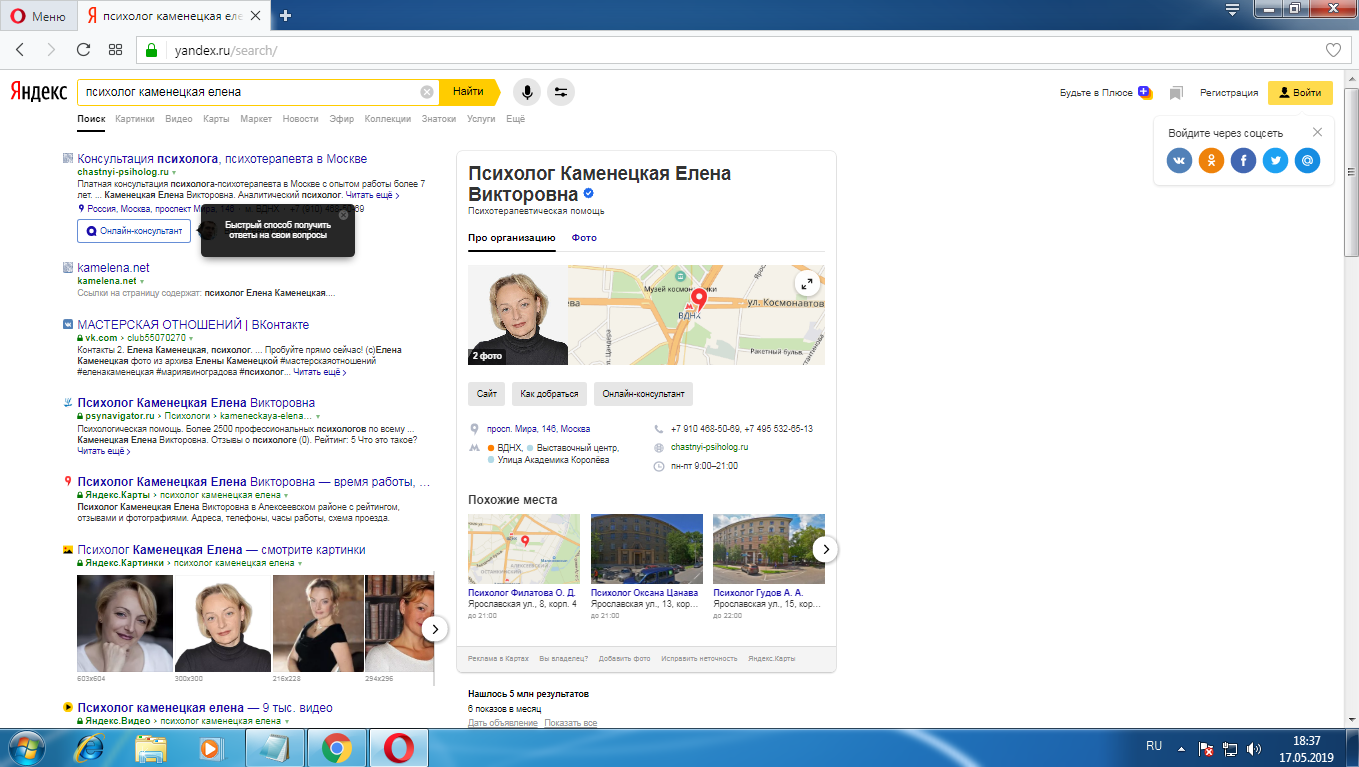 Меню
психолог каменецкая еле
yandex.ru/search/
Яндекс
психолог каменецкая елена
Найти
Будьте в Плюсе
Регистрация
Войти
Поиск Картинки Видео Карты Маркет Новости Эфир Коллекции Знатоки Услуги Ещё
Войдите через соцсеть
Консультация психолога, психотерапевта в Москве
chastnyi-psiholog.ru
Платная консультация психолога-психотерапевта в Москве с опытом работы более 7
лет. ... Каменецкая Елена Викторовна. Аналитический психолог. Читать ещё >
Россия, Москва, проспект Мира, 146 · м. ВДНХ · +7 (910) 468-50-69
Онлайн-консультант
Быстрый способ получить
ответы на свои вопросы
kamelena.net
kamelena.net
Ссылки на страницу содержат: психолог Елена Каменецкая....
МАСТЕРСКАЯ ОТНОШЕНИЙ | ВКонтакте
vk.com > club55070270
Контакты 2. Елена Каменецкая, психолог. ... Пробуйте прямо сейчас! (с)Елена
Каменецкая фото из архива Елены Каменецкой #мастерскаяотношений
#еленакаменецкая #мариявиноградова #психолог... Читать ещё >
Психолог Каменецкая Елена Викторовна
psynavigator.ru > Психологи > kameneckaya-elena...
Психологическая помощь. Более 2500 профессиональных психологов по всему ...
Каменецкая Елена Викторовна. Отзывы о психологе (0). Рейтинг: 5 Что это такое?
Читать ещё >
Психолог Каменецкая Елена Викторовна — время работы, ...
Яндекс.Карты > психолог каменецкая елена
Психолог Каменецкая Елена Викторовна в Алексеевском районе с рейтингом,
отзывами и фотографиями. Адреса, телефоны, часы работы, схема проезда.
Психолог Каменецкая Елена — смотрите картинки
Яндекс.Картинки > психолог каменецкая елена
603x604 300x300 216x228 294x296
Психолог каменецкая елена — 9 тыс. видео
Яндекс.Видео > психолог каменецкая елена
Психолог Каменецкая Елена
Викторовна
Психотерапевтическая помощь
Про организацию Фото
2 фото
Музей космонавтики
ул. Космонавтов
ВДНХ
ул. Цандера
Ракетный бульв.
Сайт Как добраться Онлайн-консультант
просп. Мира, 146, Москва
ВДНХ, Выставочный центр,
Улица Академика Королёва
+7 910 468-50-69, +7 495 532-65-13
chastnyi-psiholog.ru
пн-пт 9:00–21:00
Похожие места
Психолог Филатова О. Д.
Ярославская ул., 8, корп. 4
до 21:00
Психолог Оксана Цанава
Ярославская ул., 13, кор...
до 21:00
Психолог Гудов А. А.
Ярославская ул., 15, кор...
до 22:00
Реклама в Картах Вы владелец? Добавить фото Исправить неточность Яндекс.Карты
Нашлось 5 млн результатов
6 показов в месяц
Дать объявление Показать все
RU
18:37
17.05.2019